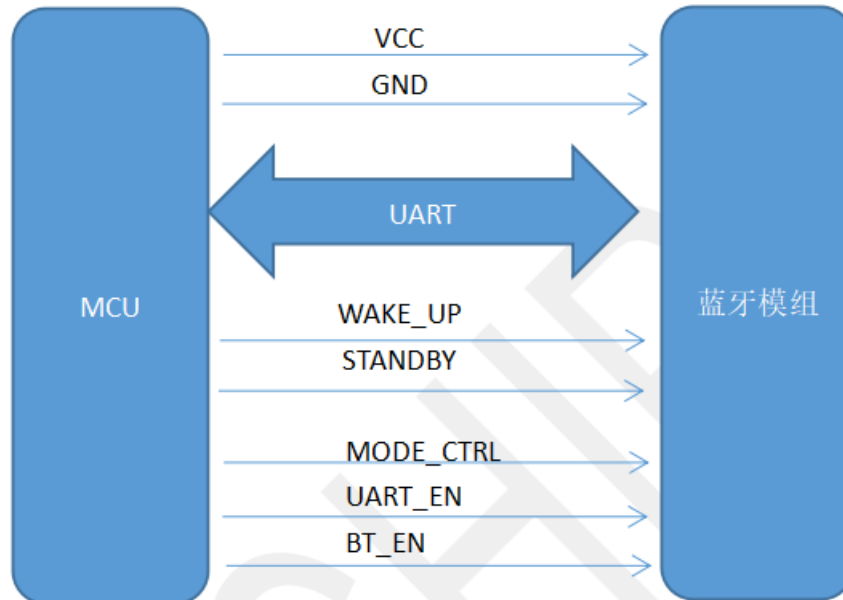 VCC
GND
UART
MCU
蓝牙模组
WAKE_UP
STANDBY
MODE_CTRL
UART_EN
BT_EN